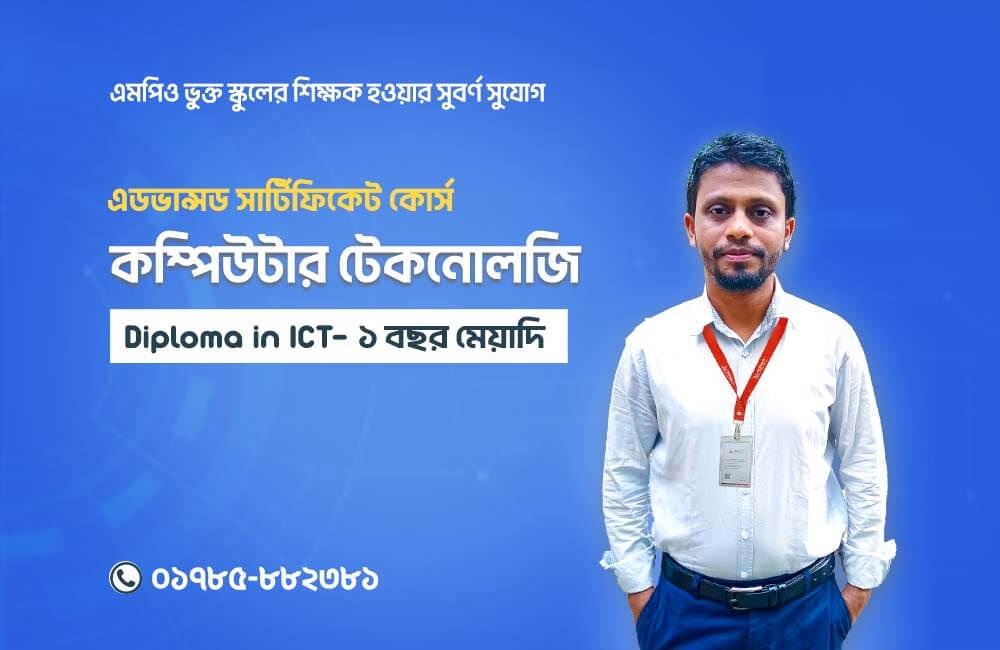 এমপিও ভুক্ত স্কুলের শিক্ষক হওয়ার সুবর্ণ সুযোগ
এডভান্সড সার্টিফিকেট কোর্স
কম্পিউটার টেকনোলজি
Diploma in ICT- ১ বছর মেয়াদি
০১৭৮৫-৮৮২৩৮১